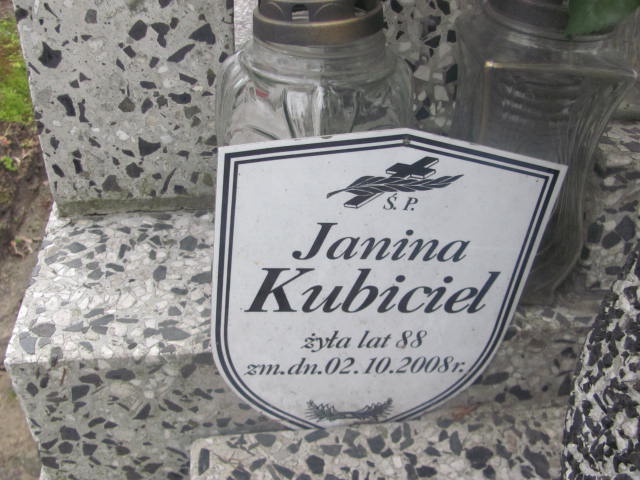 Ś. P.
Janina
Kubiciel
żyła lat 88
zm.dn.02.10.2008r.